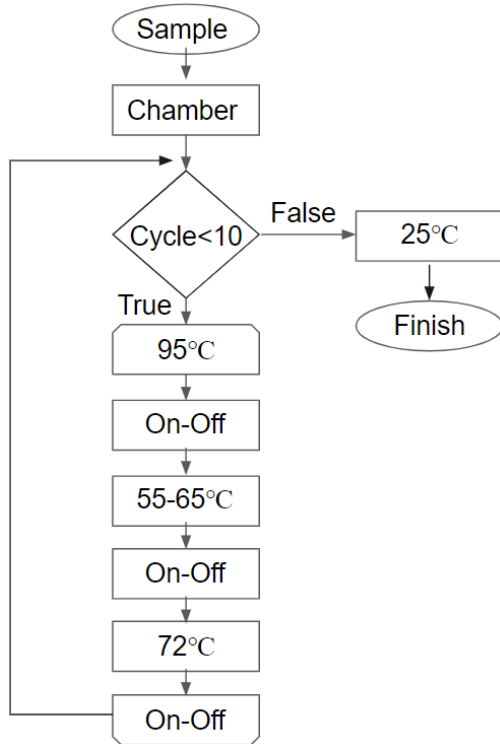 Sample
Chamber
Cycle<10
False
25℃
Finish
True
95℃
On-Off
55-65℃
On-Off
72℃
On-Off